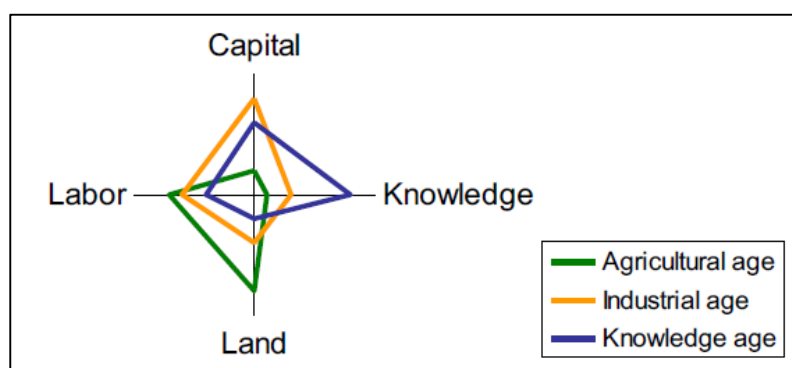 Capital
Labor
Knowledge
Land
Agricultural age
Industrial age
Knowledge age